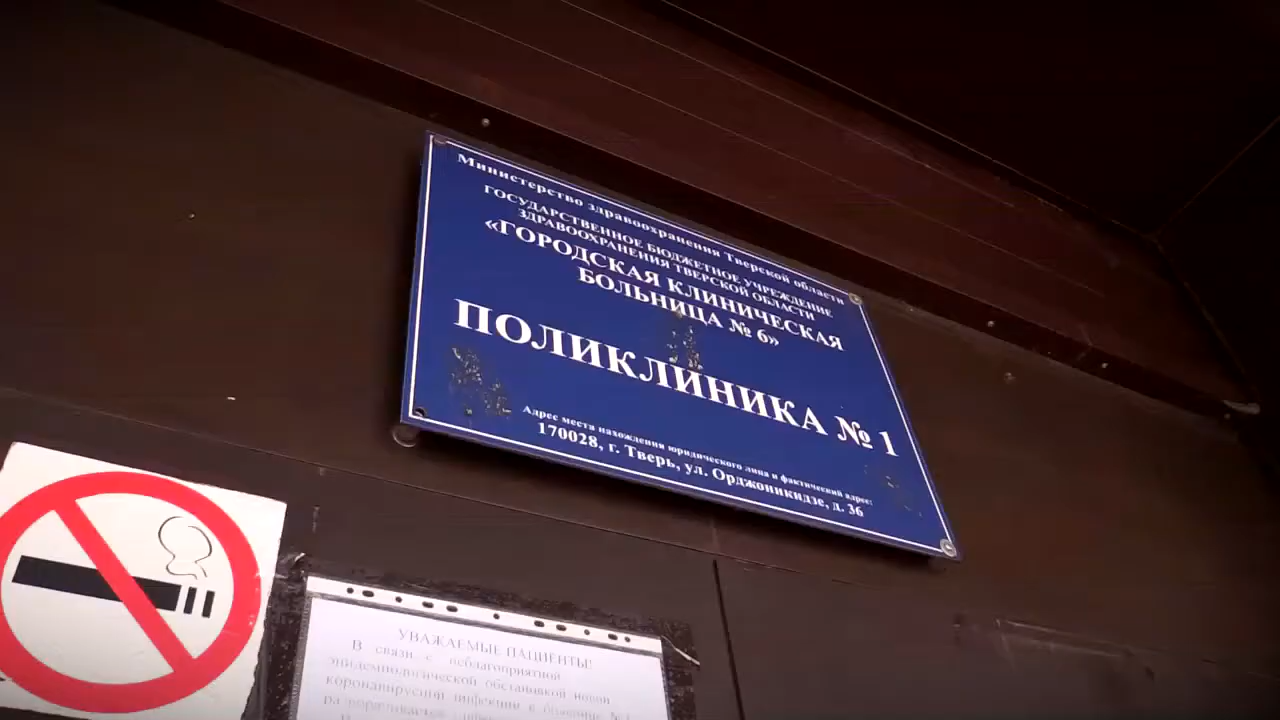 Министерство здравоохранения Тверской области
ГОСУДАРСТВЕННОЕ БЮДЖЕТНОЕ УЧРЕЖДЕНИЕ
ЗДРАВООХРАНЕНИЯ ТВЕРСКОЙ ОБЛАСТИ
«ГОРОДСКАЯ КЛИНИЧЕСКАЯ
БОЛЬНИЦА № 6»
ПОЛИКЛИНИКА № 1
Адрес места нахождения юридического лица и фактический адрес:
170028, г. Тверь, ул. Орджоникидзе, д. 36
УВАЖАЕМЫЕ ПАЦИЕНТЫ!
В связи с неблагоприятной
эпидемиологической обстановкой новой
коронавирусной инфекции в больнице №